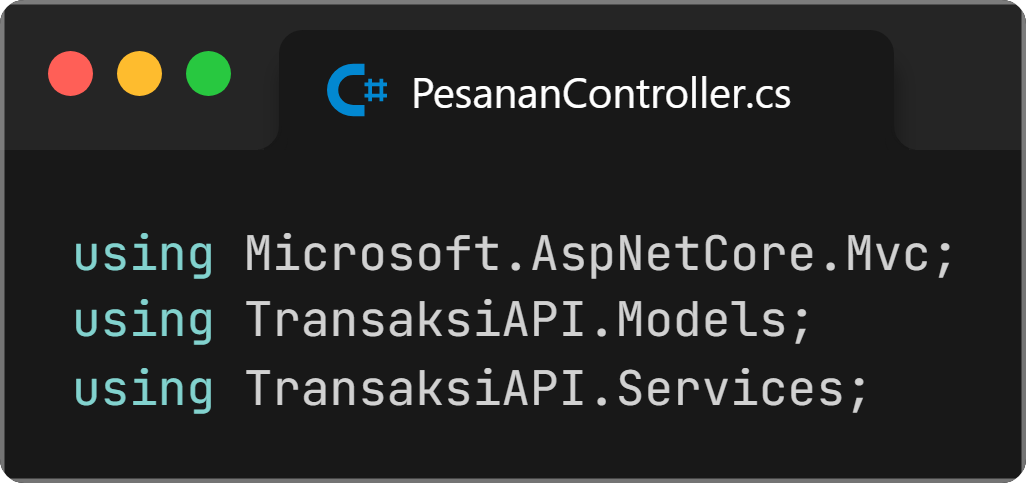 PesananController.cs
using Microsoft.AspNetCore.Mvc;
using TransaksiAPI.Models;
using TransaksiAPI.Services;